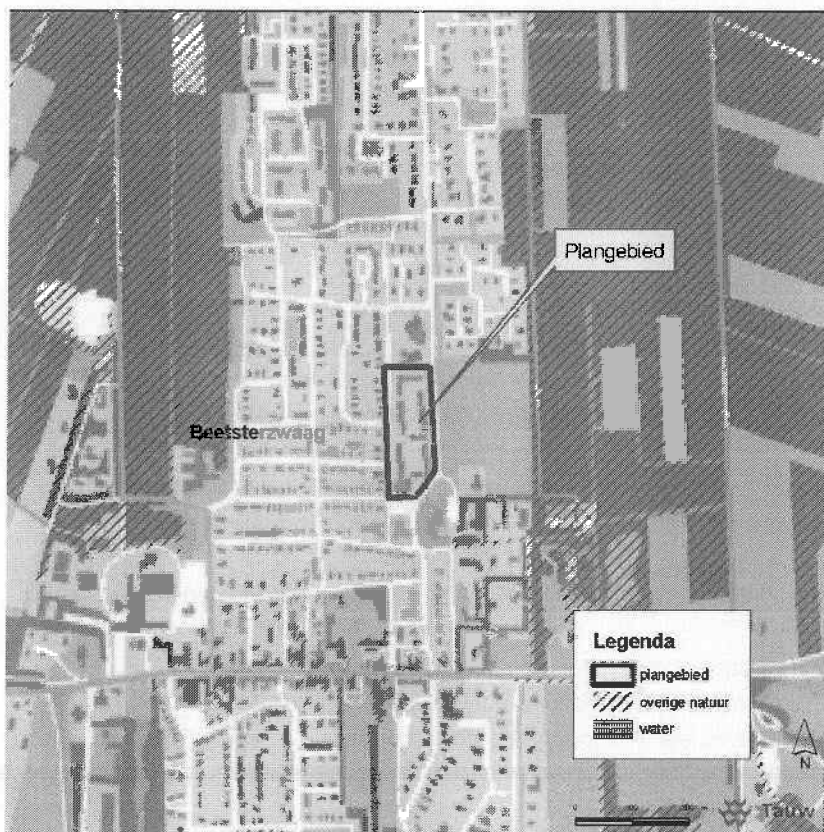 Plangebied
Beetsterzwaag
Legenda
plangebied
overige natuur
water
N
Tauw